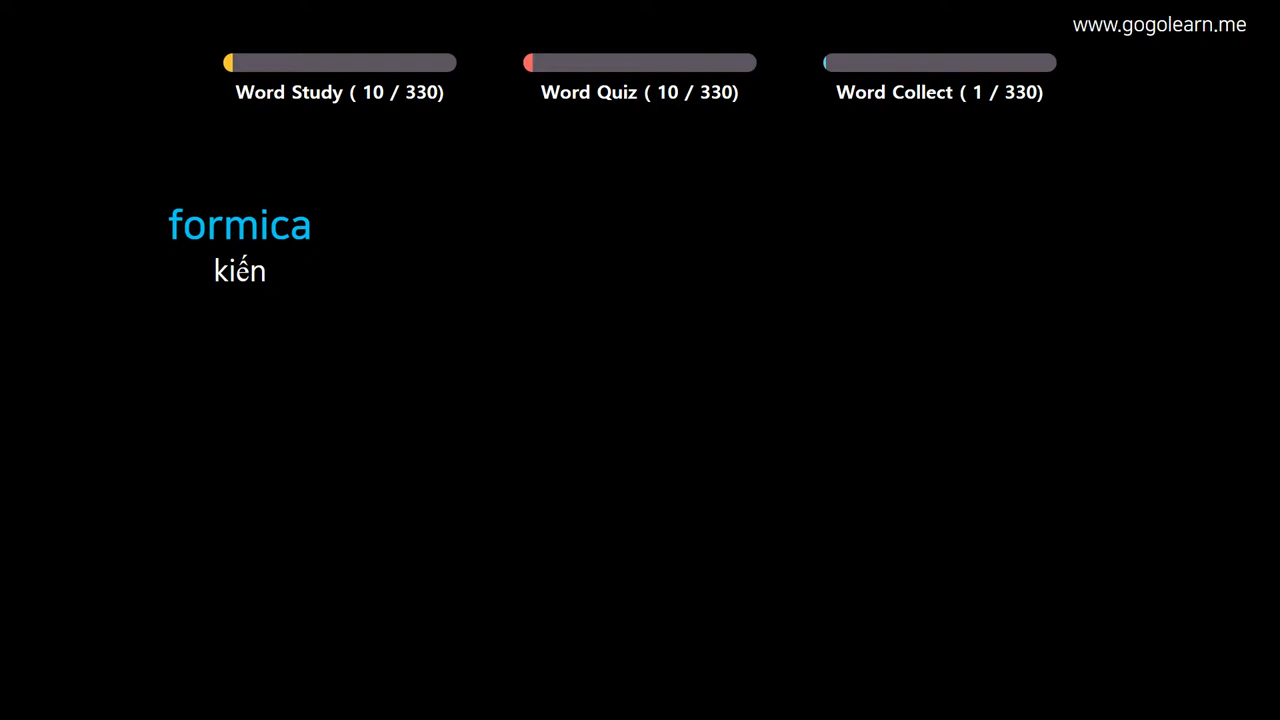 www.gogolearn.me
Word Study ( 10 / 330)
Word Quiz ( 10 / 330)
Word Collect ( 1 / 330)
formica
kiến